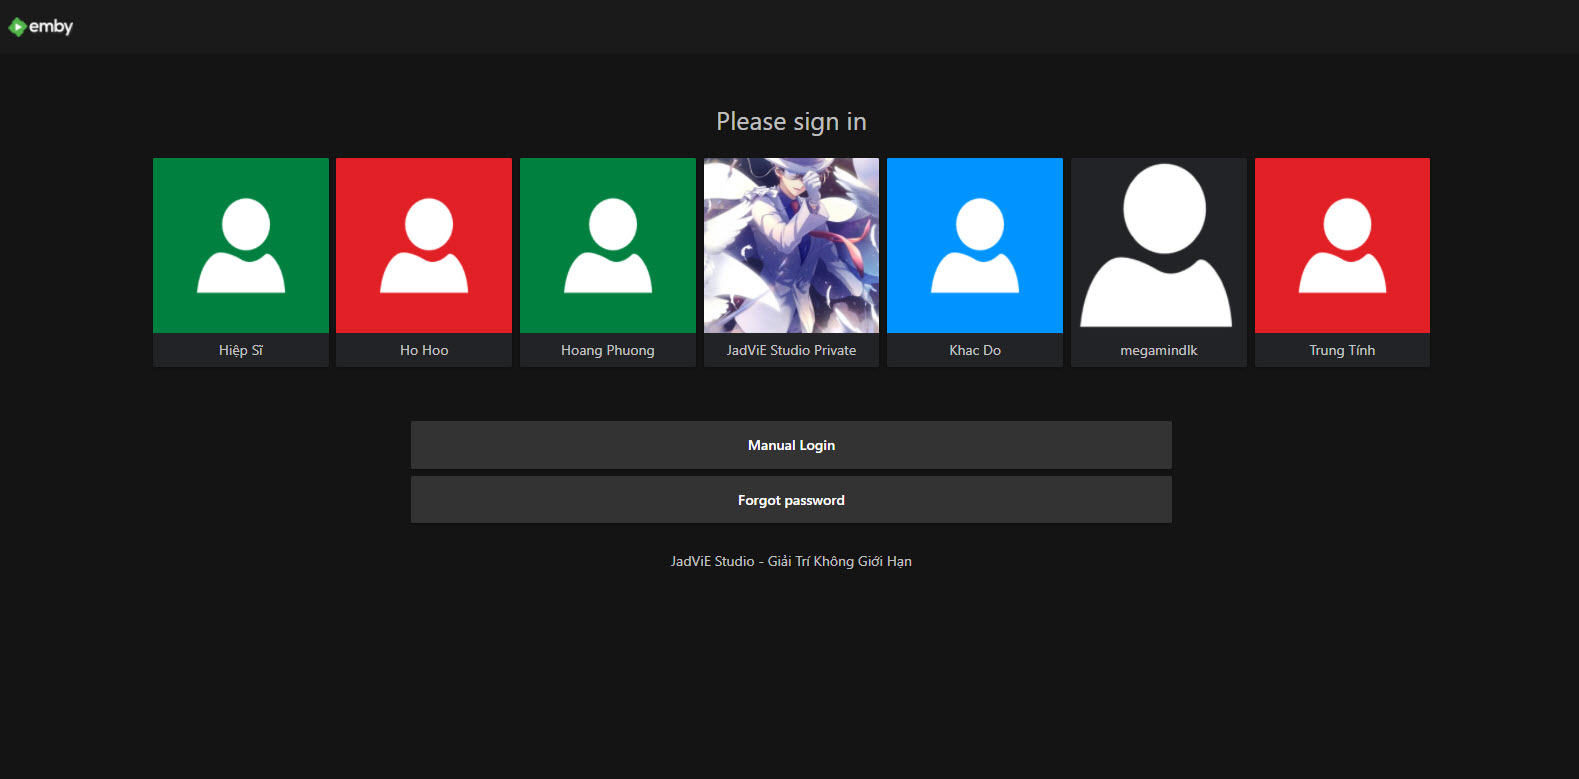 emby
Please sign in
Hiệp Sĩ
Ho Hoo
Hoang Phuong
JadViE Studio Private
Khac Do
megamindlk
Trung Tính
Manual Login
Forgot password
JadViE Studio - Giải Trí Không Giới Hạn